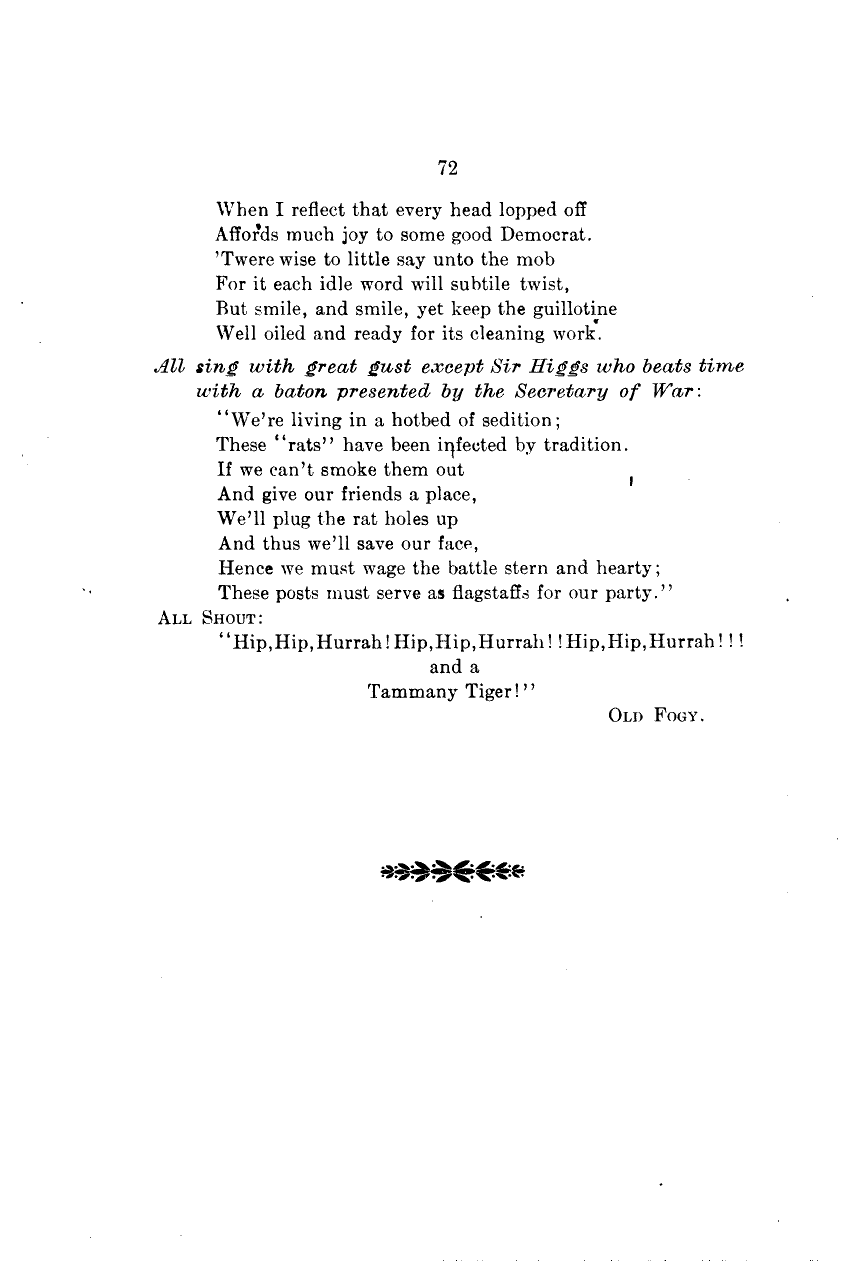 72
When I reflect that every head lopped off
Affords much joy to some good Democrat.
'Twere wise to little say unto the mob
For it each idle word will subtile twist,
But smile, and smile, yet keep the guillotine
Well oiled and ready for its cleaning work.
All sing with great gust except Sir Higgs who beats time
with a baton presented by the Secretary of War:
"We're living in a hotbed of sedition;
These "rats" have been infected by tradition.
If we can't smoke them out
And give our friends a place,
We'll plug the rat holes up
And thus we'll save our face,
Hence we must wage the battle stern and hearty;
These posts must serve as flagstaffs for our party."
ALL SHOUT:
"Hip,Hip,Hurrah! Hip,Hip,Hurrah!! Hip,Hip,Hurrah!!!
and a
Tammany Tiger!"
OLD FOGY.